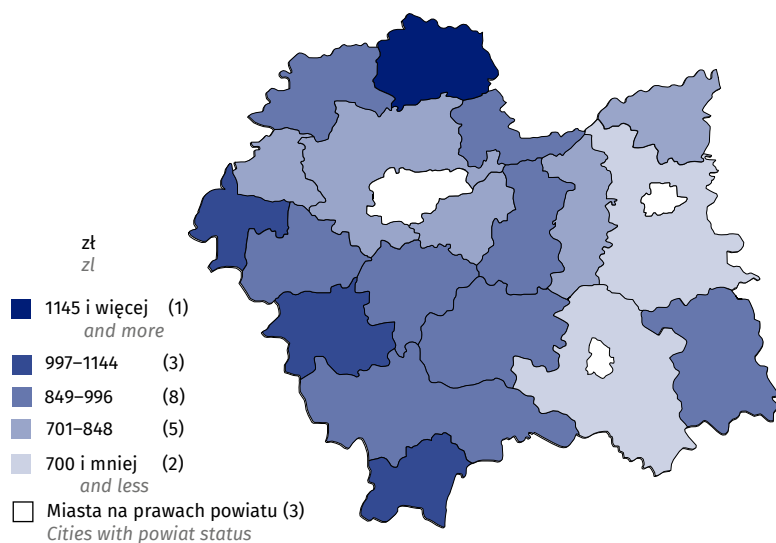 zł
zl
1145 i więcej (1)
and more
997–1144 (3)
849–996 (8)
701–848 (5)
700 i mniej (2)
and less
Miasta na prawach powiatu (3)
Cities with powiat status